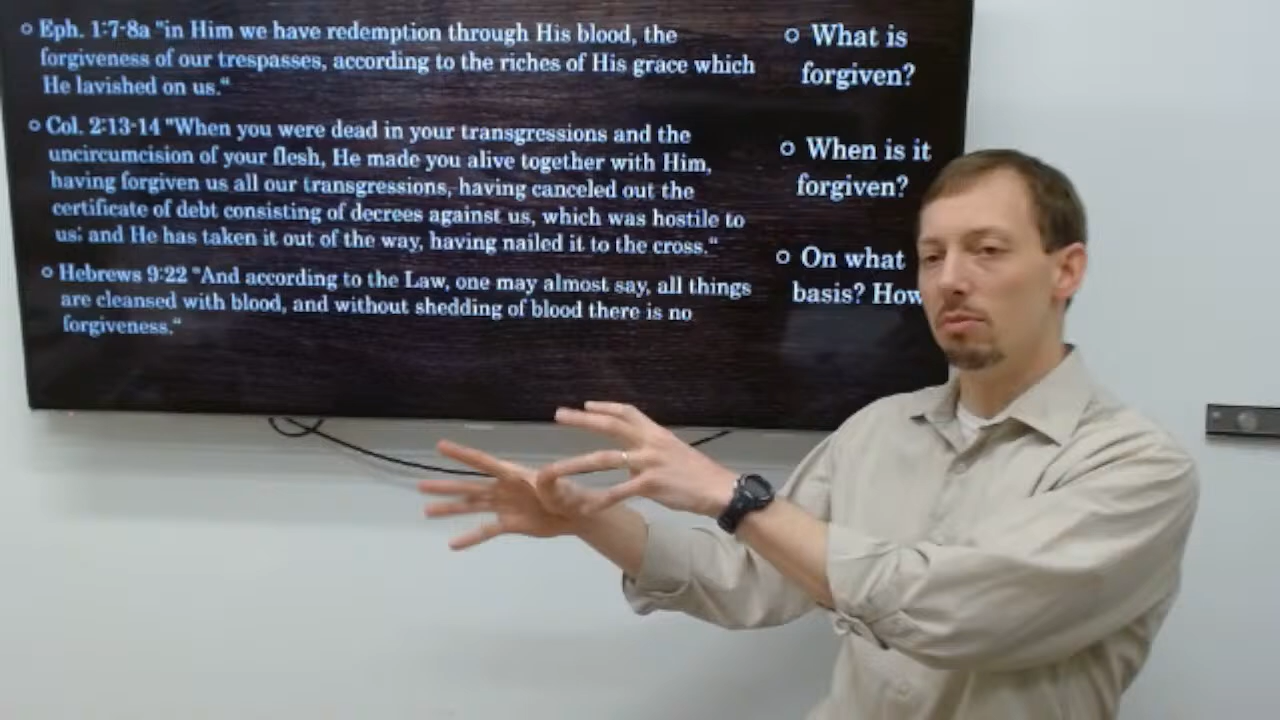 ○ Eph. 1:7-8a "in Him we have redemption through His blood, the
forgiveness of our trespasses, according to the riches of His grace which
He lavished on us."
○ Col. 2:13-14 "When you were dead in your transgressions and the
uncircumcision of your flesh, He made you alive together with Him,
having forgiven us all our transgressions, having canceled out the
certificate of debt consisting of decrees against us, which was hostile to
us; and He has taken it out of the way, having nailed it to the cross."
○ Hebrews 9:22 "And according to the Law, one may almost say, all things
are cleansed with blood, and without shedding of blood there is no
forgiveness."
○ What is
forgiven?
○ When is it
forgiven?
○ On what
basis? How